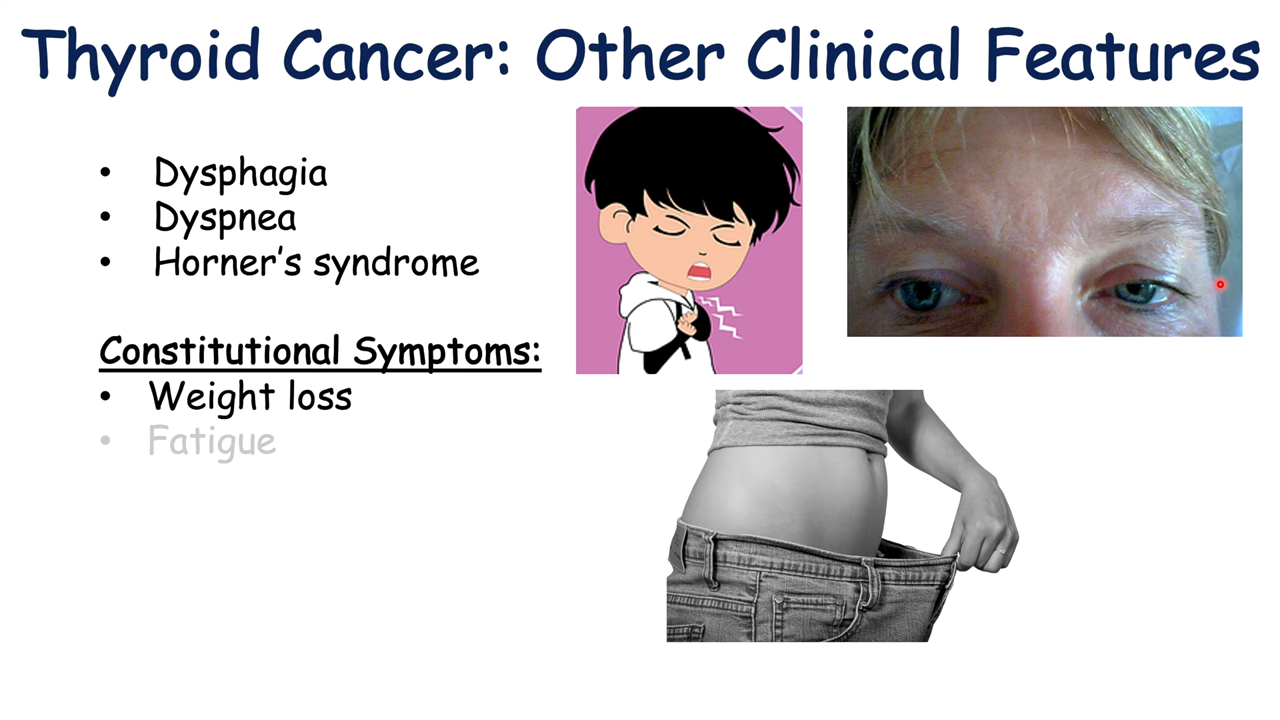 Thyroid Cancer: Other Clinical Features
• Dysphagia
• Dyspnea
• Horner’s syndrome
Constitutional Symptoms:
• Weight loss
• Fatigue